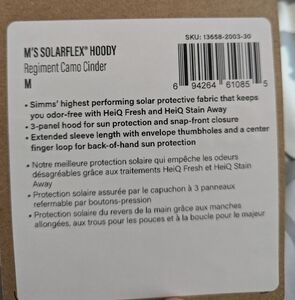 SKU: 13658-2003-30
M'S SOLARFLEX® HOODY
Regiment Camo Cinder
M
6 94264 61085 5
• Simms' highest performing solar protective fabric that keeps
you odor-free with HeiQ Fresh and HeiQ Stain Away
• 3-panel hood for sun protection and snap-front closure
• Extended sleeve length with envelope thumbholes and a center
finger loop for back-of-hand sun protection
• Notre meilleure protection solaire qui empêche les odeurs
désagréables grâce aux traitements HeiQ Fresh et HeiQ Stain
Away
• Protection solaire assurée par le capuchon à 3 panneaux
refermable par boutons-pression
• Protection solaire du revers de la main grâce aux manches
allongées, aux trous pour les pouces et à la boucle pour le majeur